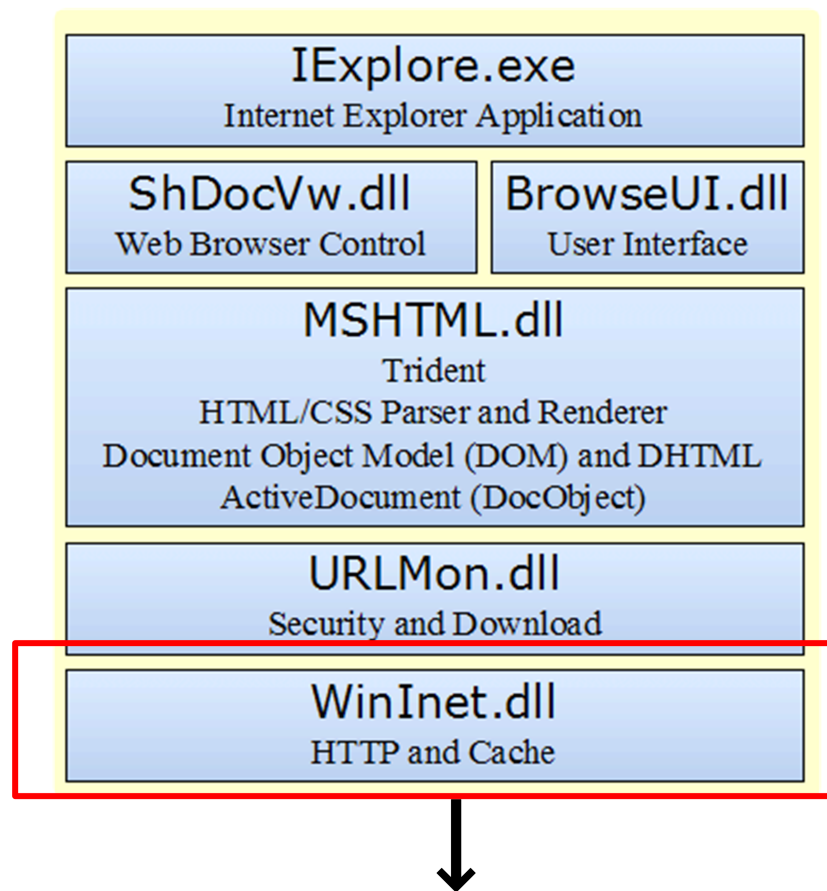 IExplore.exe
Internet Explorer Application
ShDocVw.dll
Web Browser Control
BrowseUI.dll
User Interface
MSHTML.dll
Trident
HTML/CSS Parser and Renderer
Document Object Model (DOM) and DHTML
ActiveDocument (DocObject)
URLMon.dll
Security and Download
WinInet.dll
HTTP and Cache